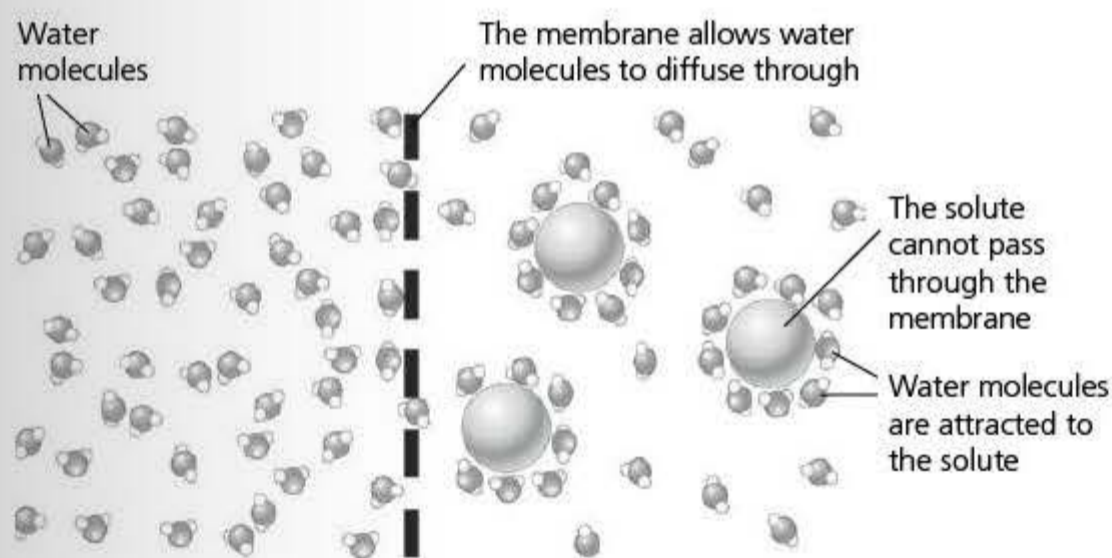 Water
molecules
The membrane allows water
molecules to diffuse through
The solute
cannot pass
through the
membrane
Water molecules
are attracted to
the solute